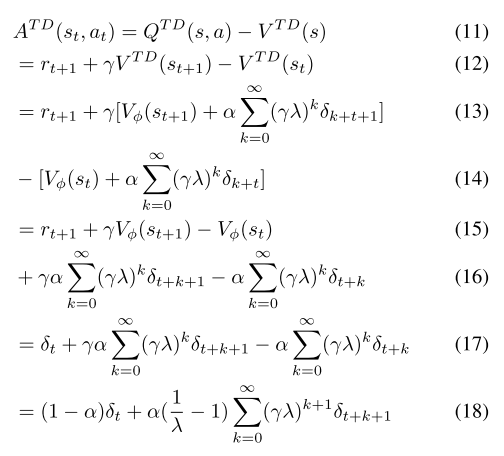 A^{TD}(s_t, a_t) = Q^{TD}(s, a) − V^{TD}(s) (11)
= r_{t+1} + γV^{TD}(s_{t+1}) − V^{TD}(s_t) (12)
= r_{t+1} + γ[V_ϕ(s_{t+1}) + α ∑_{k=0}^{∞} (γλ)^k δ_{k+t+1}] (13)
− [V_ϕ(s_t) + α ∑_{k=0}^{∞} (γλ)^k δ_{k+t}] (14)
= r_{t+1} + γV_ϕ(s_{t+1}) − V_ϕ(s_t) (15)
+ γα ∑_{k=0}^{∞} (γλ)^k δ_{t+k+1} − α ∑_{k=0}^{∞} (γλ)^k δ_{t+k} (16)
= δ_t + γα ∑_{k=0}^{∞} (γλ)^k δ_{t+k+1} − α ∑_{k=0}^{∞} (γλ)^k δ_{t+k} (17)
= (1 − α)δ_t + α(\frac{1}{λ} − 1) ∑_{k=0}^{∞} (γλ)^{k+1} δ_{t+k+1} (18)